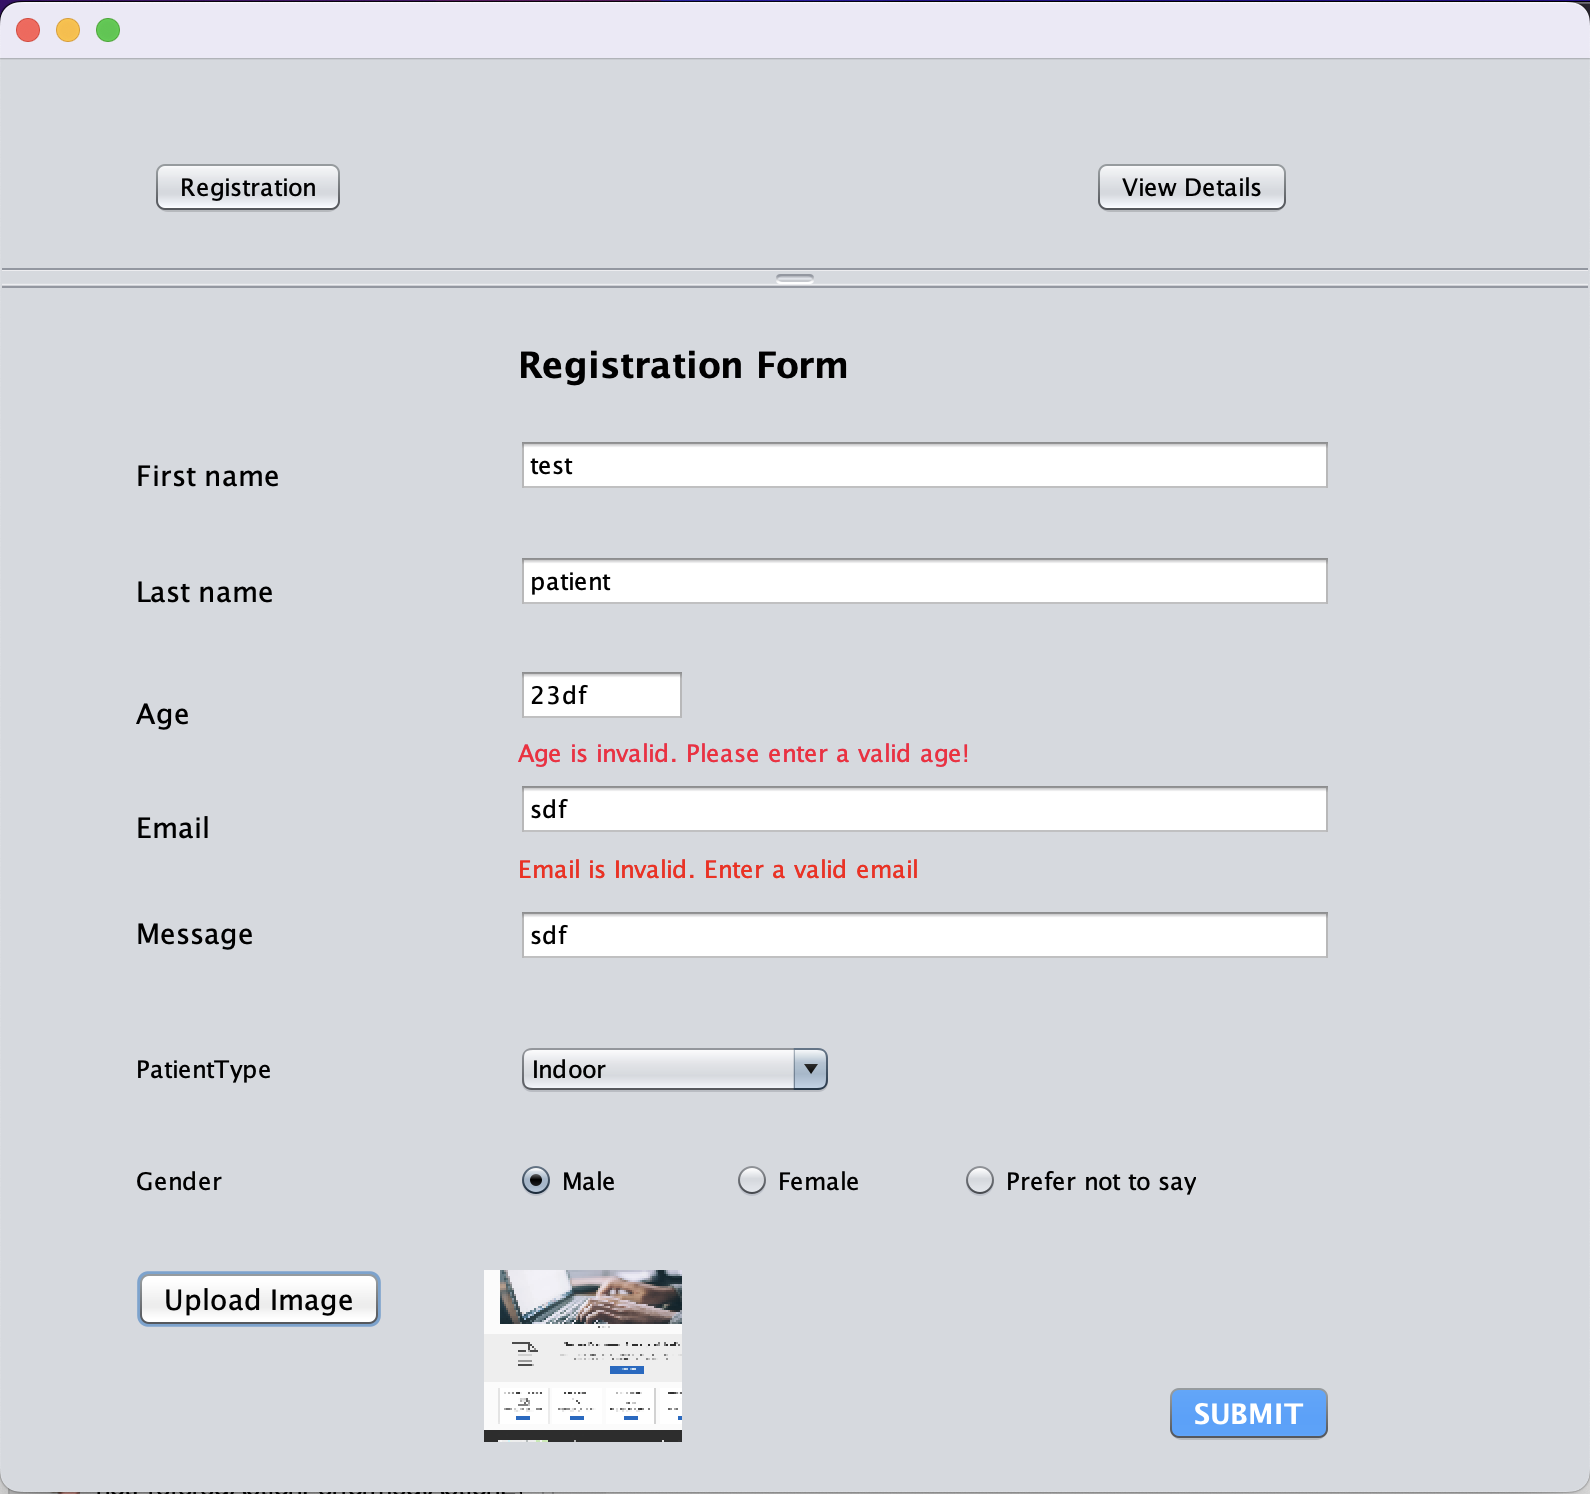 Registration
View Details
Registration Form
First name
test
Last name
patient
Age
23df
Age is invalid. Please enter a valid age!
Email
sdf
Email is Invalid. Enter a valid email
Message
sdf
PatientType
Indoor
Gender
Male
Female
Prefer not to say
Upload Image
SUBMIT